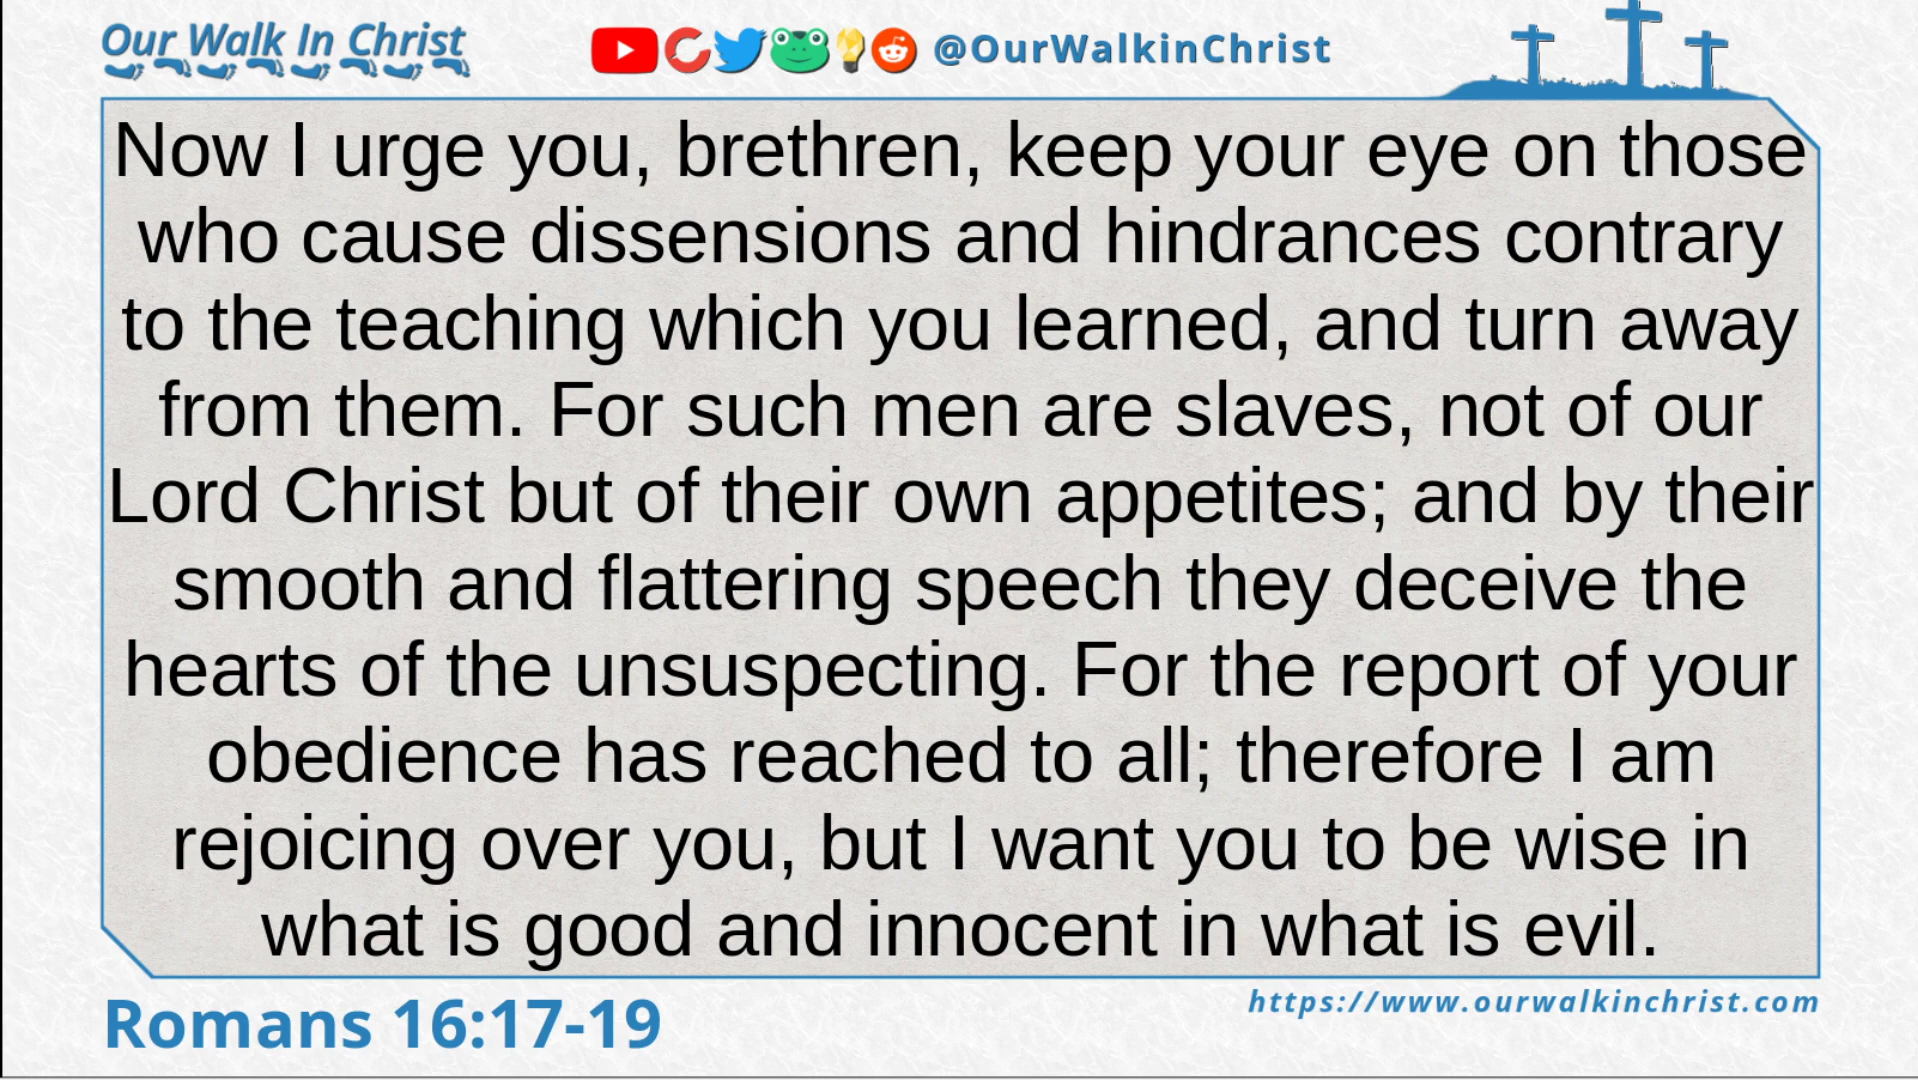 Our Walk In Christ
@OurWalkinChrist
Now I urge you, brethren, keep your eye on those
who cause dissensions and hindrances contrary
to the teaching which you learned, and turn away
from them. For such men are slaves, not of our
Lord Christ but of their own appetites; and by their
smooth and flattering speech they deceive the
hearts of the unsuspecting. For the report of your
obedience has reached to all; therefore I am
rejoicing over you, but I want you to be wise in
what is good and innocent in what is evil.
Romans 16:17-19
https://www.ourwalkinchrist.com